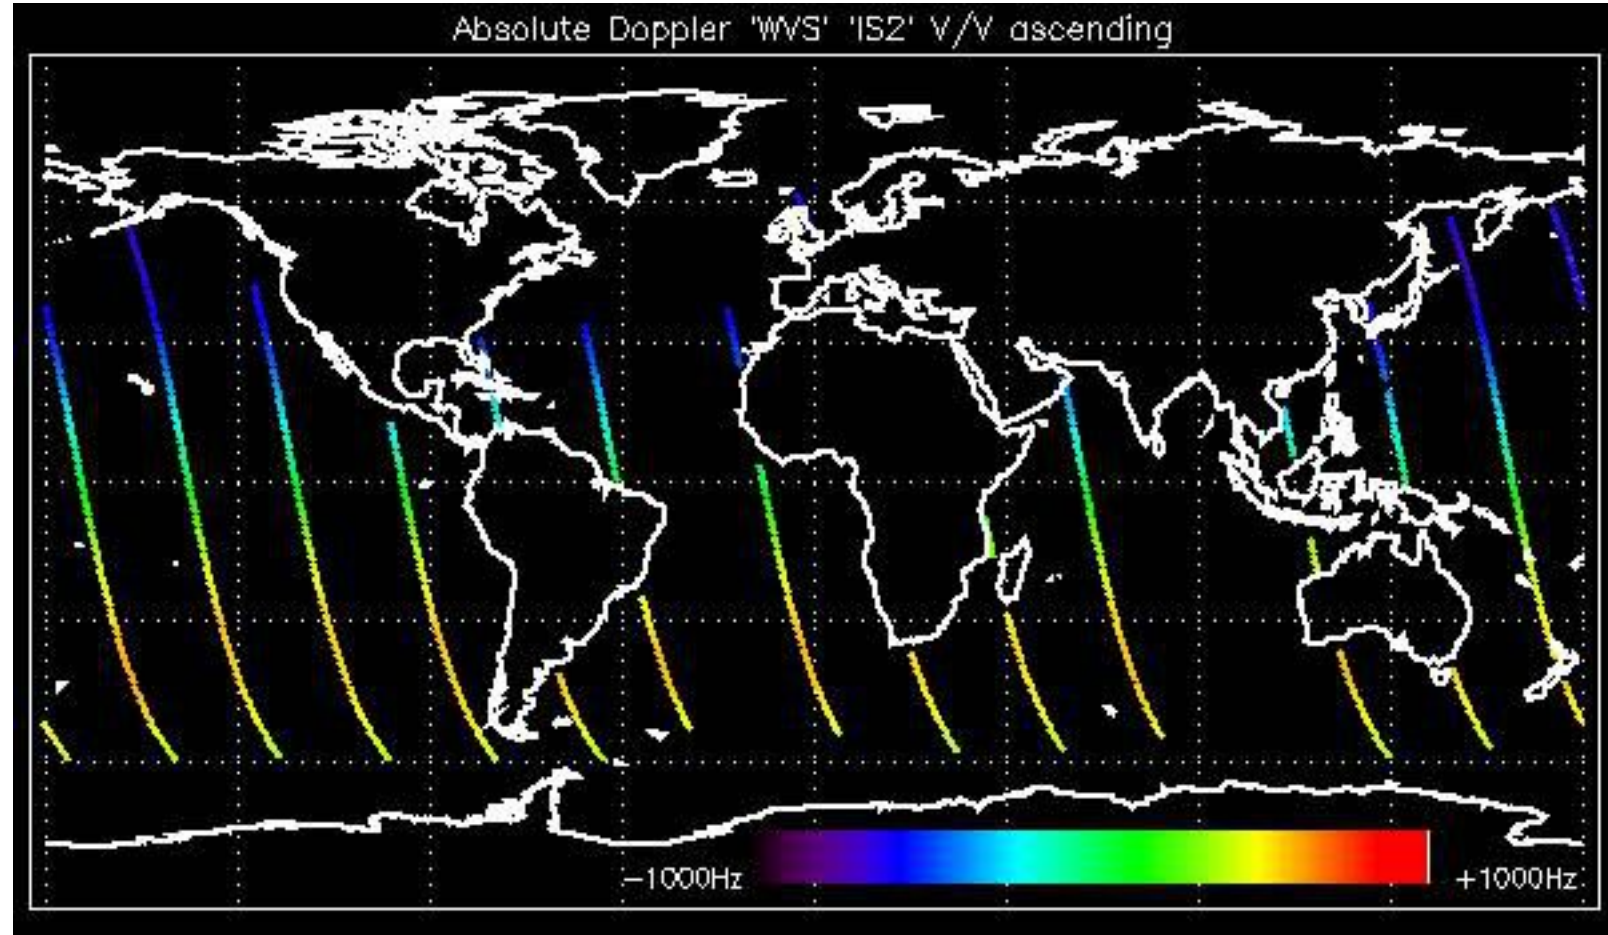 Absolute Doppler 'WVS' 'IS2' V/V ascending
−1000Hz +1000Hz